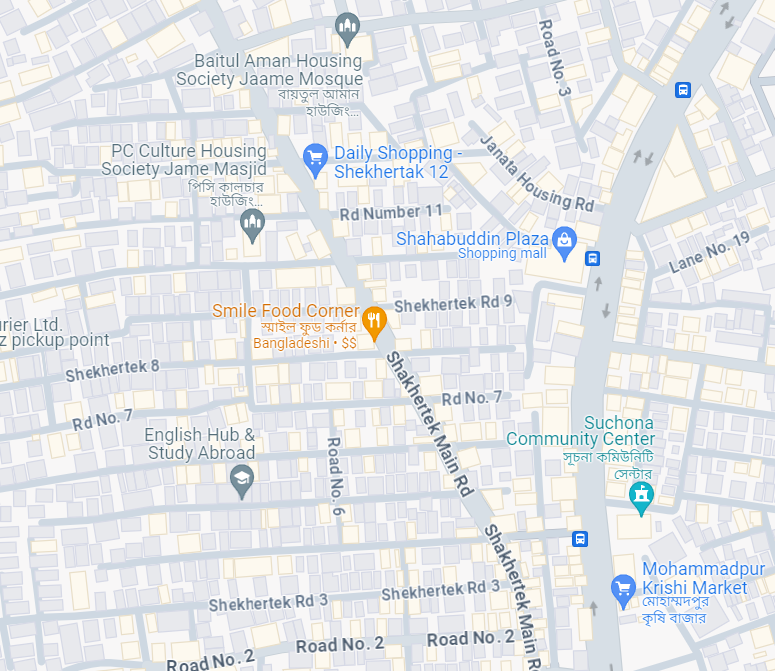 Road No. 3
Baitul Aman Housing
Society Jaame Mosque
বায়তুল আমান
হাউজিং...
Janata Housing Rd
PC Culture Housing
Society Jame Masjid
পিসি কালচার
হাউজিং...
Daily Shopping -
Shekhertak 12
Rd Number 11
Shahabuddin Plaza
Shopping mall
Lane No. 19
Shekhertek Rd 9
Smile Food Corner
স্মাইল ফুড কর্নার
Bangladeshi • $$
rier Ltd.
z pickup point
Shekhertek 8
Shakhertek Main Rd
Rd No. 7
Rd No. 7
English Hub &
Study Abroad
Road No. 6
Suchona
Community Center
সূচনা কমিউনিটি
সেন্টার
Shakhertek Main Rd
Mohammadpur
Krishi Market
মোহাম্মদপুর
কৃষি বাজার
Shekhertek Rd 3
Shekhertek Rd 3
Road No. 2
Road No. 2
Road No. 2